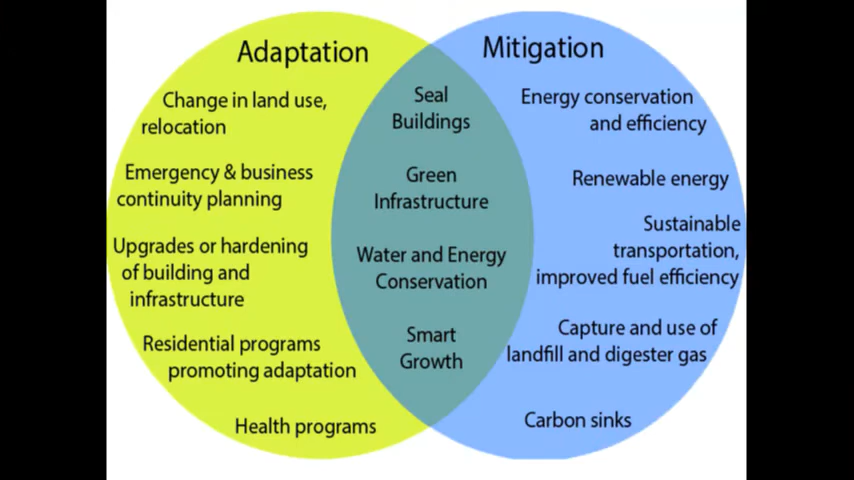 Adaptation
Change in land use,
relocation
Emergency & business
continuity planning
Upgrades or hardening
of building and
infrastructure
Residential programs
promoting adaptation
Health programs
Seal
Buildings
Green
Infrastructure
Water and Energy
Conservation
Smart
Growth
Mitigation
Energy conservation
and efficiency
Renewable energy
Sustainable
transportation,
improved fuel efficiency
Capture and use of
landfill and digester gas
Carbon sinks